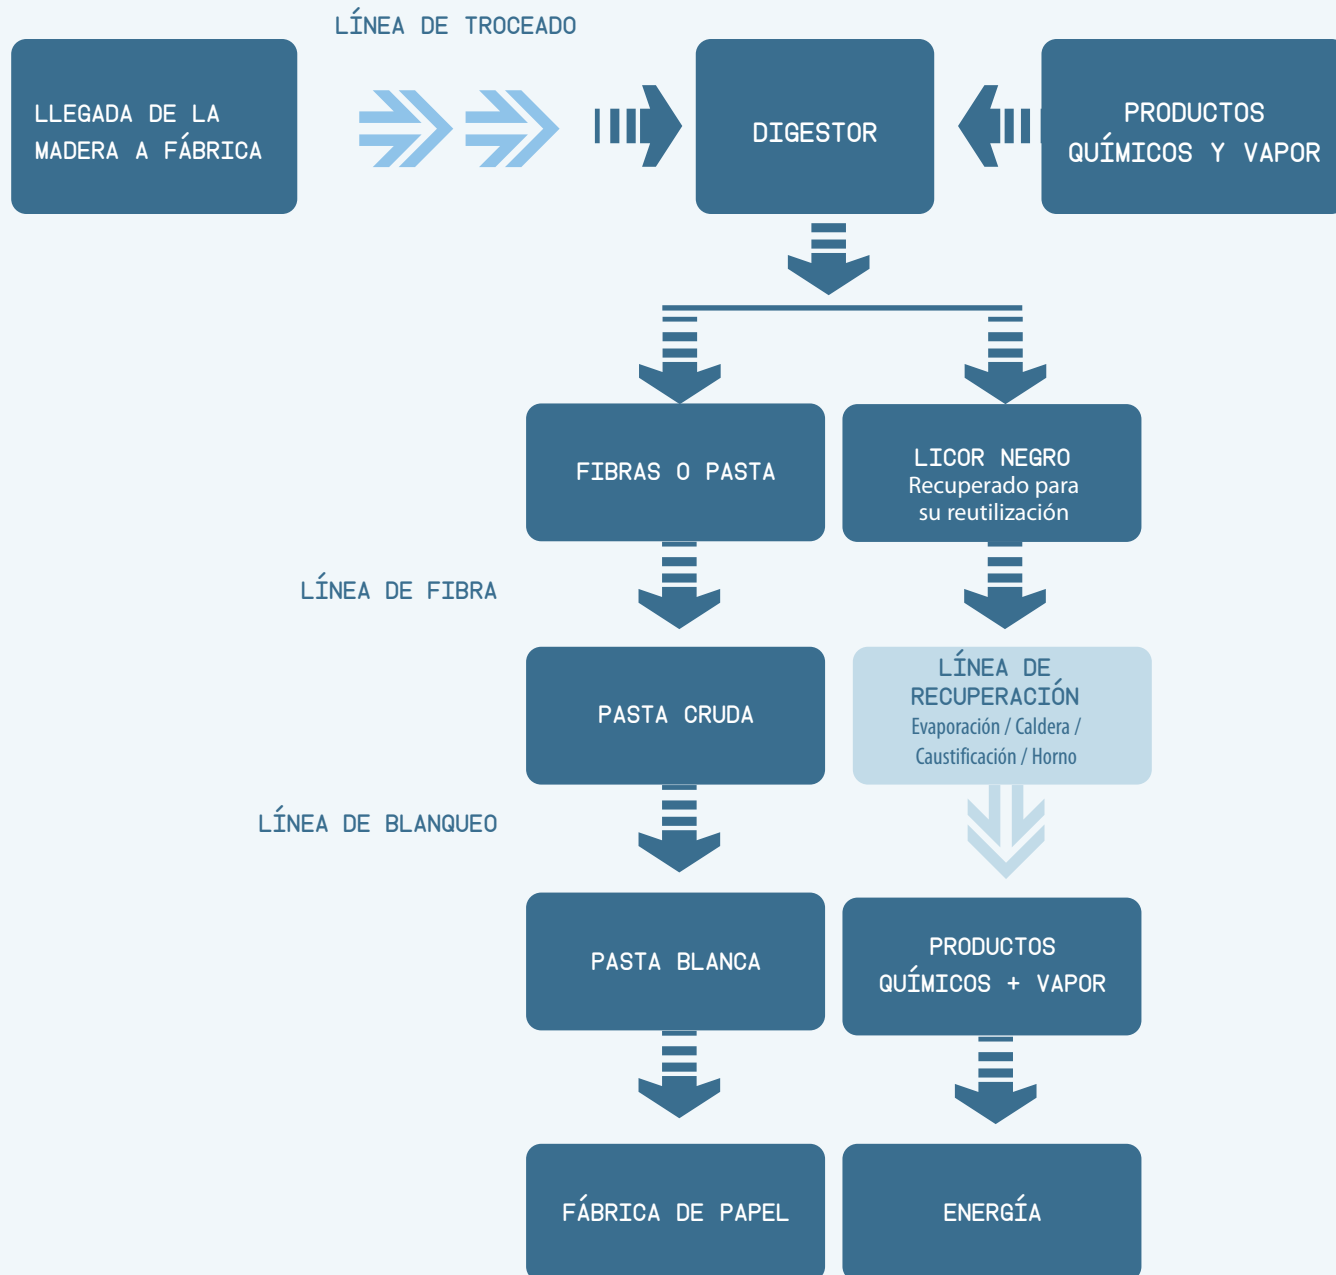 LÍNEA DE TROCEADO
LLEGADA DE LA
MADERA A FÁBRICA
DIGESTOR
PRODUCTOS
QUÍMICOS Y VAPOR
FIBRAS O PASTA
LICOR NEGRO
Recuperado para
su reutilización
LÍNEA DE FIBRA
PASTA CRUDA
LÍNEA DE
RECUPERACIÓN
Evaporación / Caldera /
Caustificación / Horno
LÍNEA DE BLANQUEO
PASTA BLANCA
PRODUCTOS
QUÍMICOS + VAPOR
FÁBRICA DE PAPEL
ENERGÍA